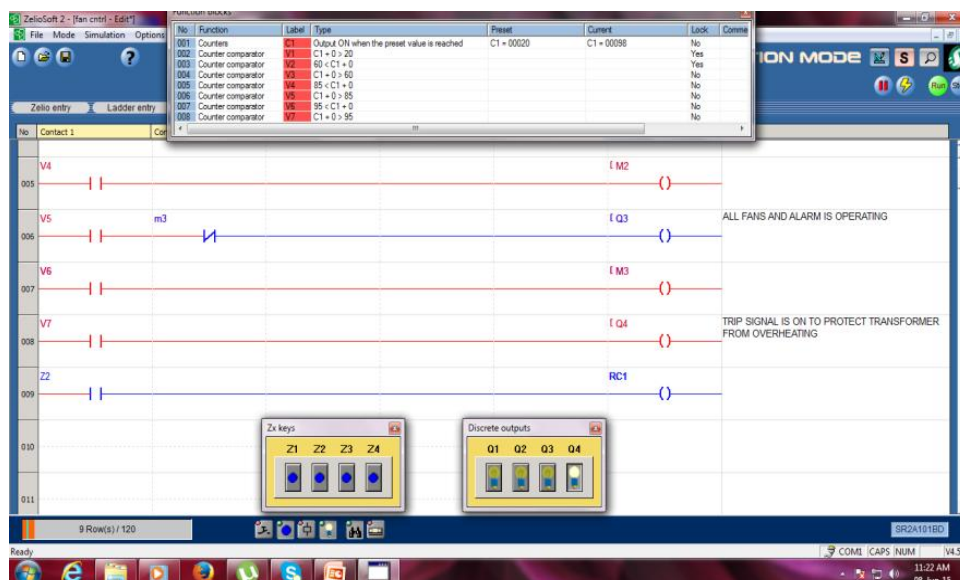 ZelioSoft 2 - [fan cntrl - Edit*]
File Mode Simulation Options
ION MODE
S
Run
Zelio entry
Ladder entry
No Function Label Type Preset Current Lock Comme
001 Counters C1 Output ON when the preset value is reached C1 = 00020 C1 = 00098 No
002 Counter comparator V1 C1 + 0 > 20 Yes
003 Counter comparator V2 60 < C1 + 0 Yes
004 Counter comparator V3 C1 + 0 > 60 No
005 Counter comparator V4 85 < C1 + 0 No
006 Counter comparator V5 C1 + 0 > 85 No
007 Counter comparator V6 95 < C1 + 0 No
008 Counter comparator V7 C1 + 0 > 95 No
No Contact 1
V4 [ M2
005
V5 m3 [ Q3 ALL FANS AND ALARM IS OPERATING
006
V6 [ M3
007
V7 [ Q4 TRIP SIGNAL IS ON TO PROTECT TRANSFORMER
FROM OVERHEATING
008
Z2 RC1
009
Zx keys
Z1 Z2 Z3 Z4
Discrete outputs
Q1 Q2 Q3 Q4
010
011
9 Row(s) / 120
SR2A101BD
Ready
COM1 CAPS NUM V4.5
11:22 AM